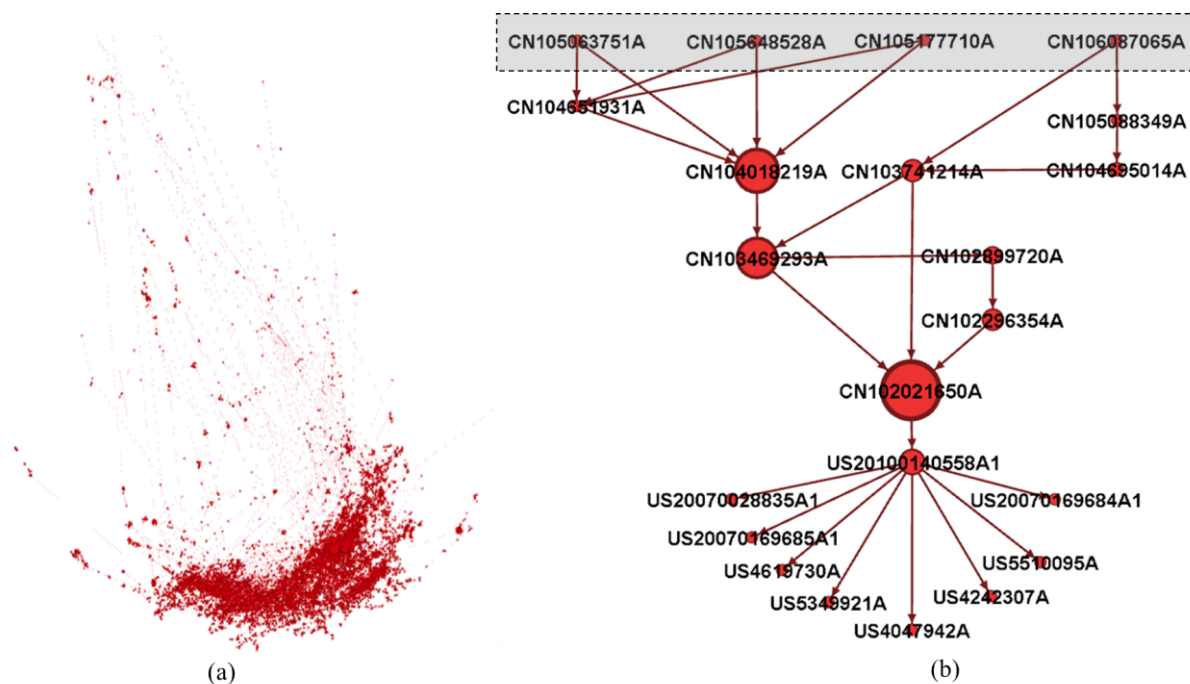 CN105063751A CN105648528A CN105177710A CN106087065A
CN104651931A
CN105088349A
CN104018219A CN103741214A CN104695014A
CN103469293A CN102899720A
CN102296354A
CN102021650A
US20100140558A1
US20070028835A1 US20070169684A1
US20070169685A1
US5510095A
US4619730A
US5349921A US4242307A
US4047942A
(a) (b)